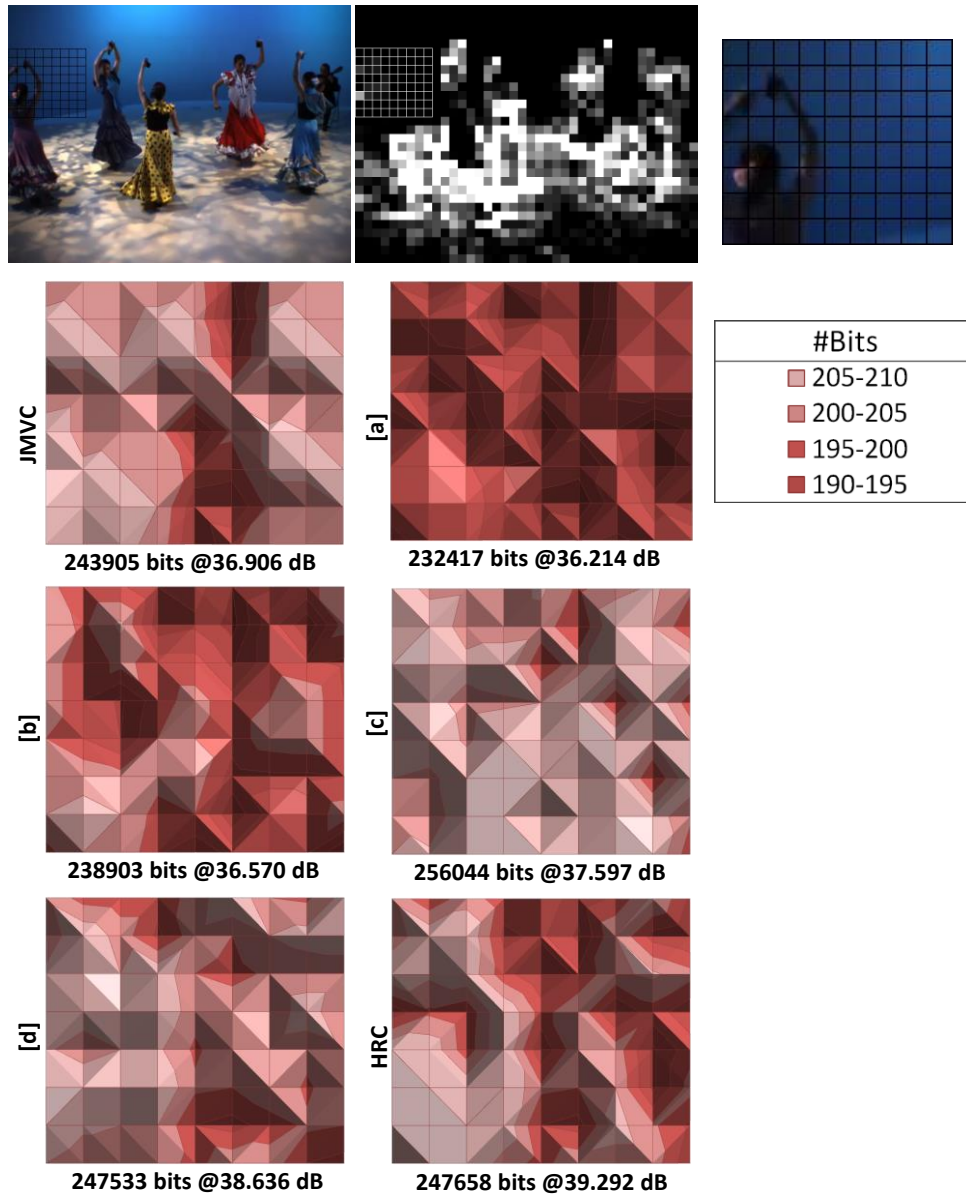 #Bits
205-210
200-205
195-200
190-195
JMVC
243905 bits @36.906 dB
[a]
232417 bits @36.214 dB
[b]
238903 bits @36.570 dB
[c]
256044 bits @37.597 dB
[d]
247533 bits @38.636 dB
HRC
247658 bits @39.292 dB